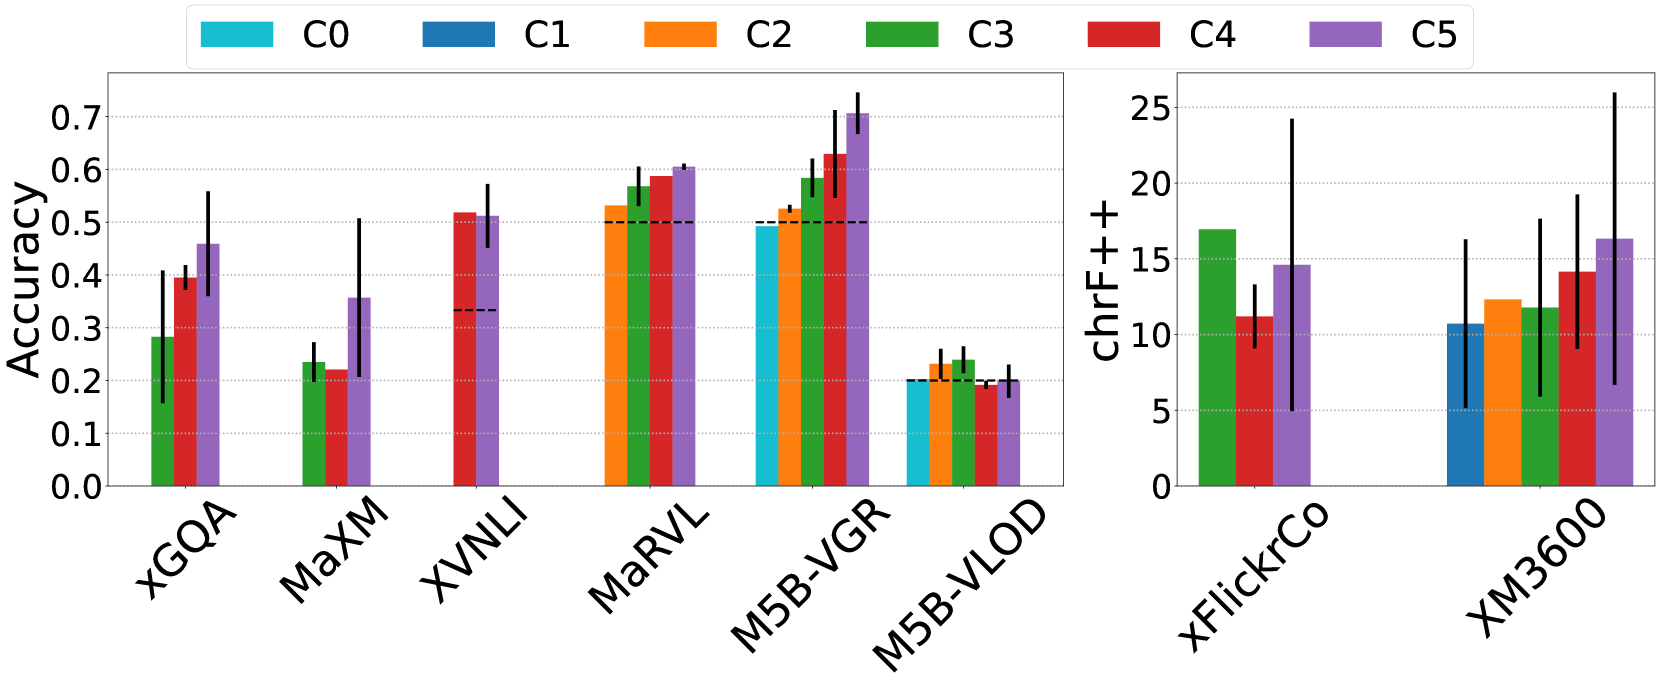 C0 C1 C2 C3 C4 C5
Accuracy
0.7
0.6
0.5
0.4
0.3
0.2
0.1
0.0
xGQA
MaXM
XVNLI
MaRVL
M5B-VGR
M5B-VLOD
chrF++
25
20
15
10
5
0
xFlickrCo
XM3600